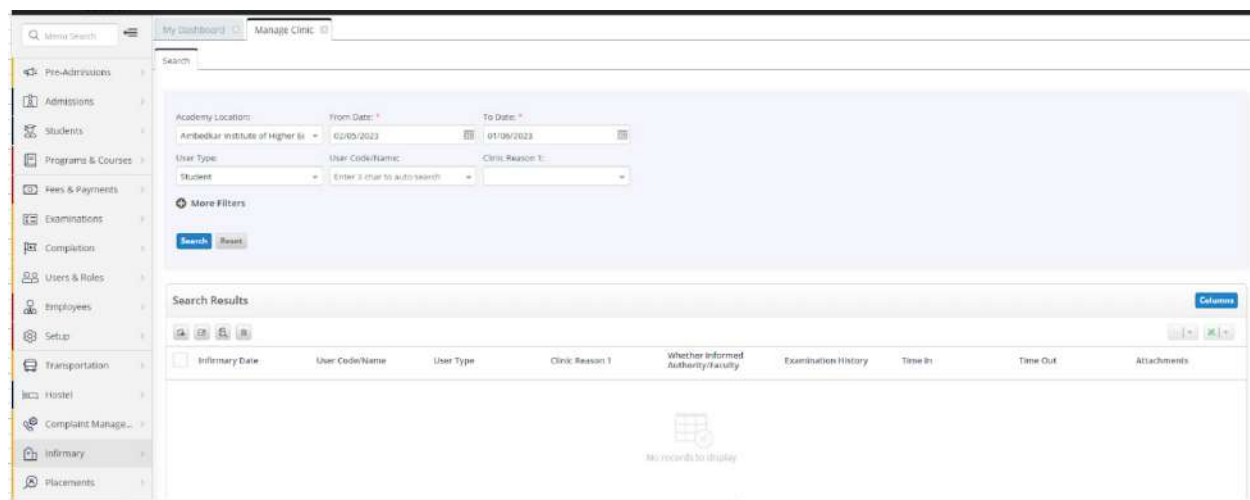 Menu Search
My Dashboard
Manage Clinic
Search
Pre-Admissions
Admissions
Students
Programs & Courses
Fees & Payments
Examinations
Completion
Users & Roles
Employees
Setup
Transportation
Hostel
Complaint Manage...
Infirmary
Placements
Academy Location:
From Date: *
To Date: *
Ambedkar Institute of Higher
02/05/2023
01/06/2023
User Type:
User Code/Name:
Clinic Reason 1:
Student
Enter 3 char to auto search
More Filters
Search
Reset
Search Results
Columns
Infirmary Date
User Code/Name
User Type
Clinic Reason 1
Whether Informed
Authority/Faculty
Examination History
Time In
Time Out
Attachments
No records to display